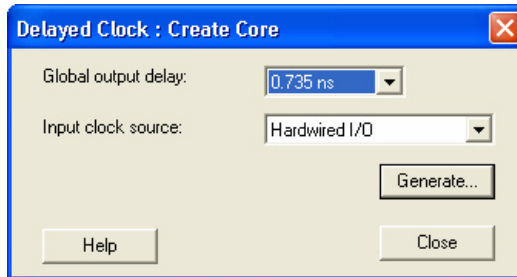 Delayed Clock : Create Core
Global output delay: 0.735 ns
Input clock source: Hardwired I/O
Generate...
Help Close